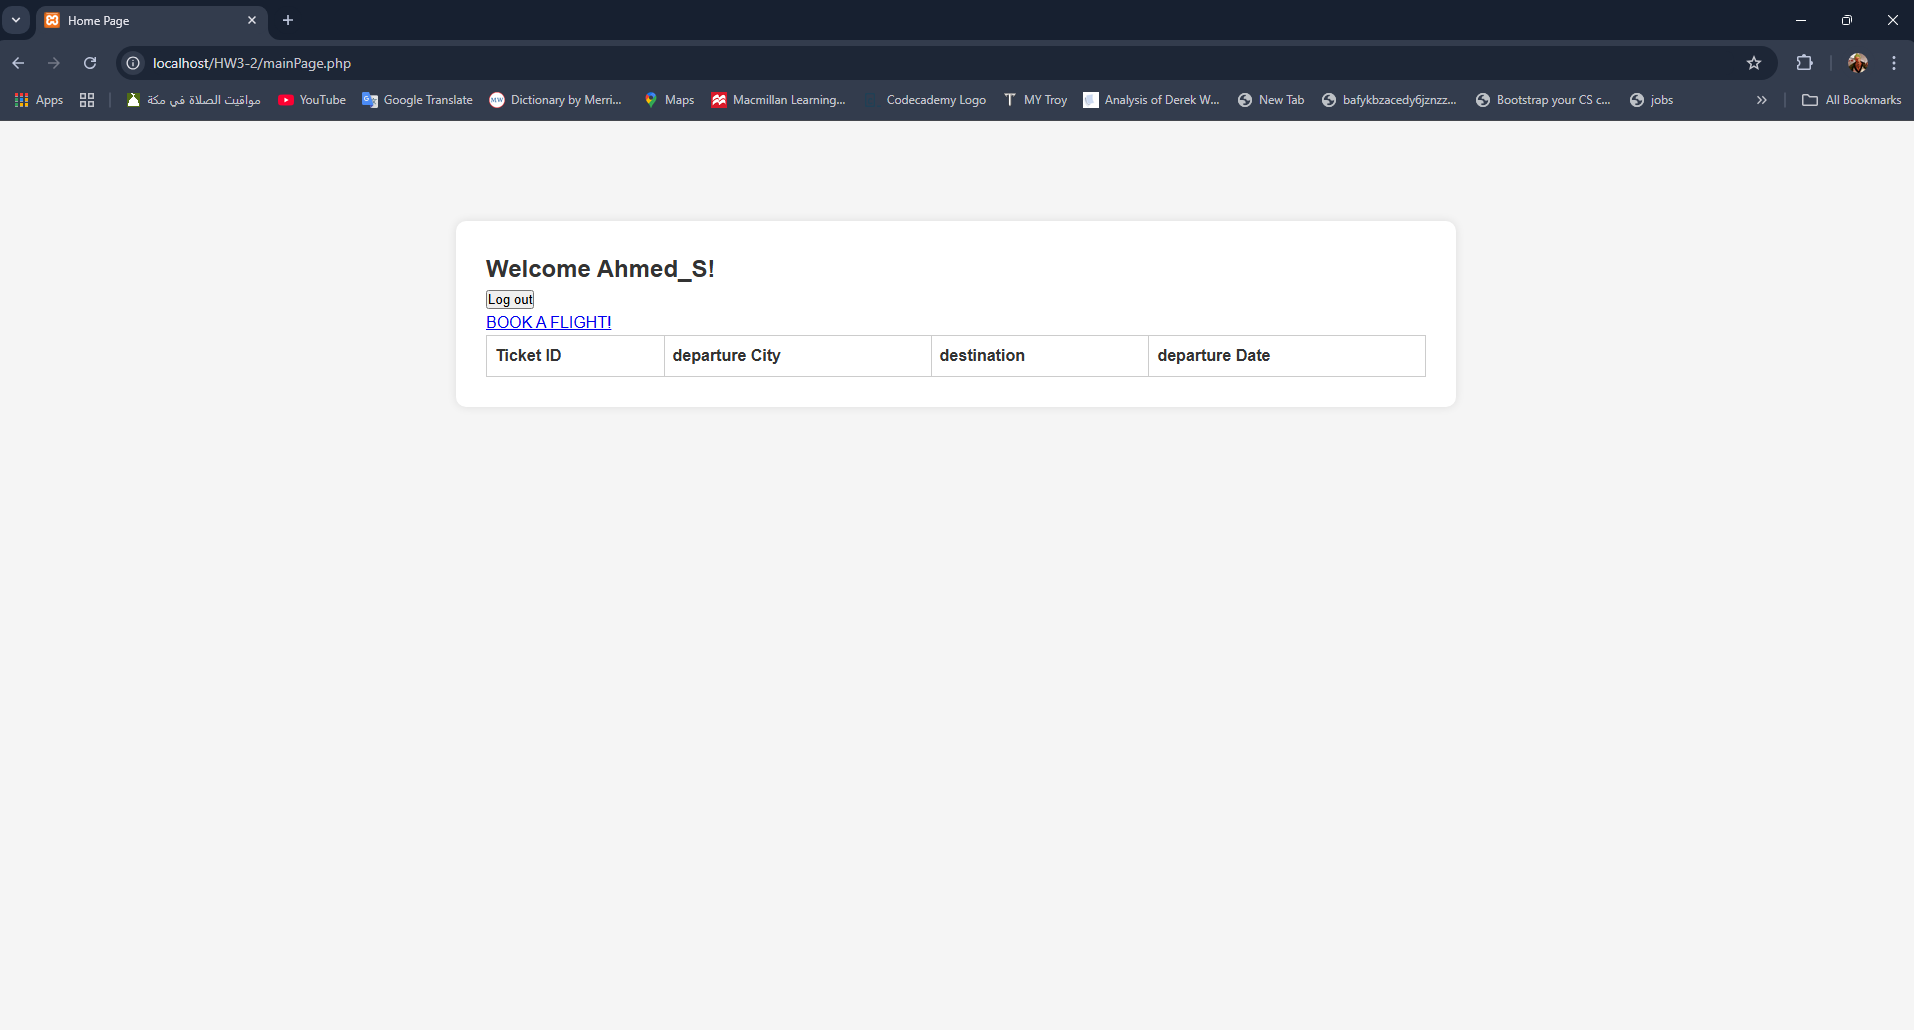 Home Page
localhost/HW3-2/mainPage.php
Apps مواقيت الصلاة في مكة YouTube Google Translate Dictionary by Merri... Maps Macmillan Learning... Codecademy Logo MY Troy Analysis of Derek W... New Tab bafykbzacedy6jznzz... Bootstrap your CS c... jobs All Bookmarks
Welcome Ahmed_S!
Log out
BOOK A FLIGHT!
Ticket ID departure City destination departure Date